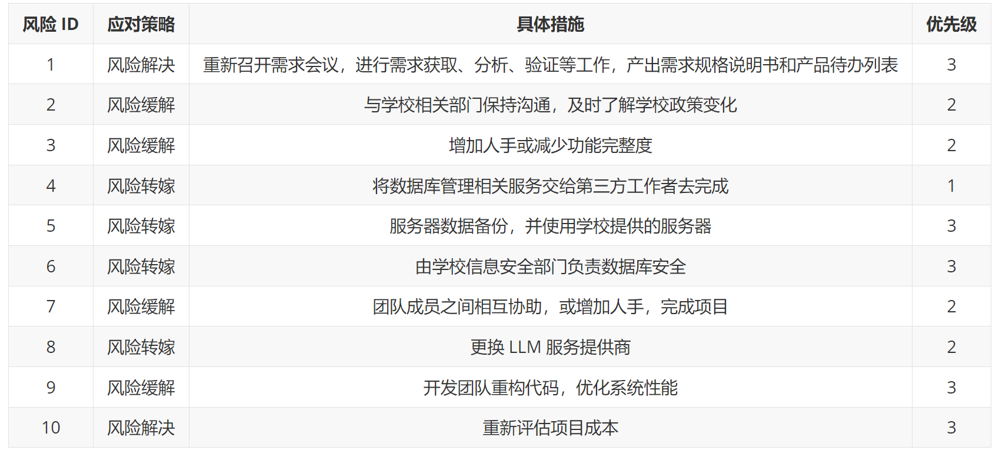 风险 ID 应对策略 具体措施 优先级
1 风险解决 重新召开需求会议，进行需求获取、分析、验证等工作，产出需求规格说明书和产品待办列表 3
2 风险缓解 与学校相关部门保持沟通，及时了解学校政策变化 2
3 风险缓解 增加人手或减少功能完整度 2
4 风险转嫁 将数据库管理相关服务交给第三方工作者去完成 1
5 风险转嫁 服务器数据备份，并使用学校提供的服务器 3
6 风险转嫁 由学校信息安全部门负责数据库安全 3
7 风险缓解 团队成员之间相互协助，或增加人手，完成项目 2
8 风险转嫁 更换 LLM 服务提供商 2
9 风险缓解 开发团队重构代码，优化系统性能 3
10 风险解决 重新评估项目成本 3